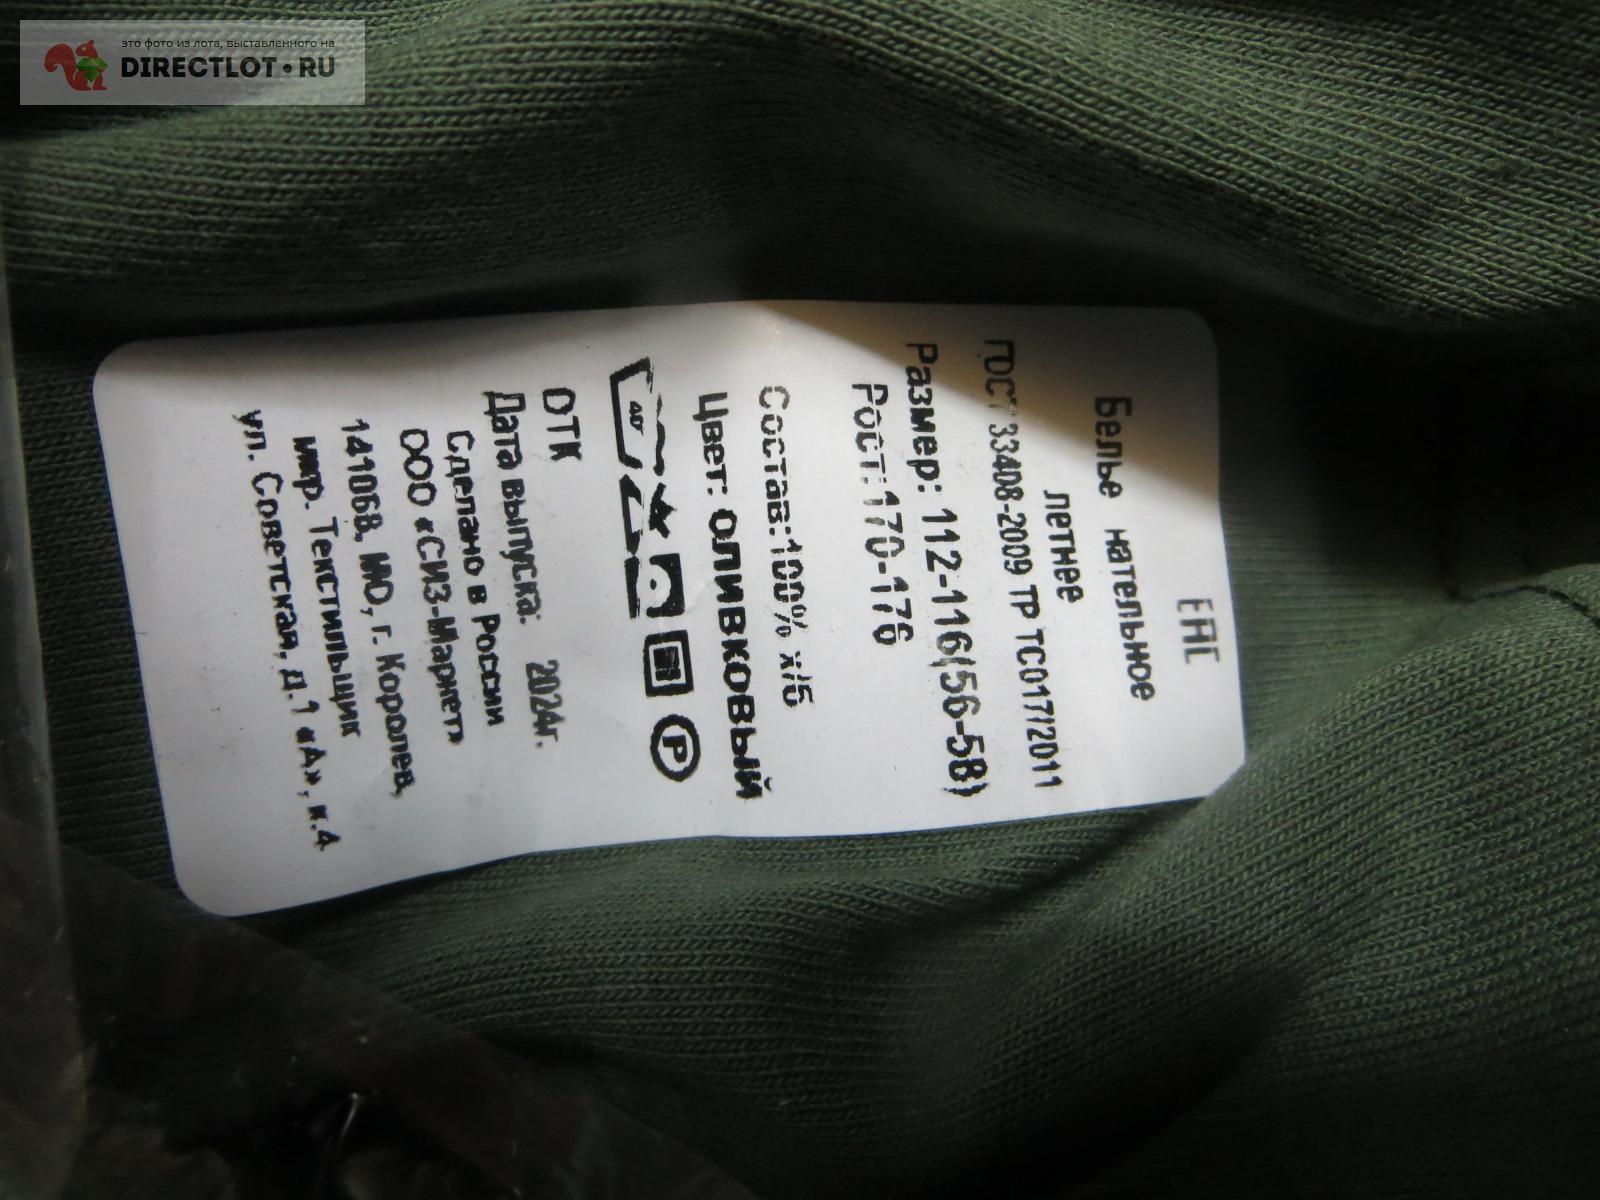 это фото из лота, выставленного на
DIRECTLOT.RU
ЕАС
Белье нательное
летнее
ГОСТ 33408-2009 ТР ТС017/2011
Размер: 112-116(56-58)
Рост:170-176
Состав:100% х/б
Цвет: оливковый
40°
P
ОТК
Дата выпуска: 2024г.
Сделано в России
ООО «СИЗ-Маркет»
141068, МО, г. Королев,
мкр. Текстильщик
ул. Советская, д.1 «А», к.4